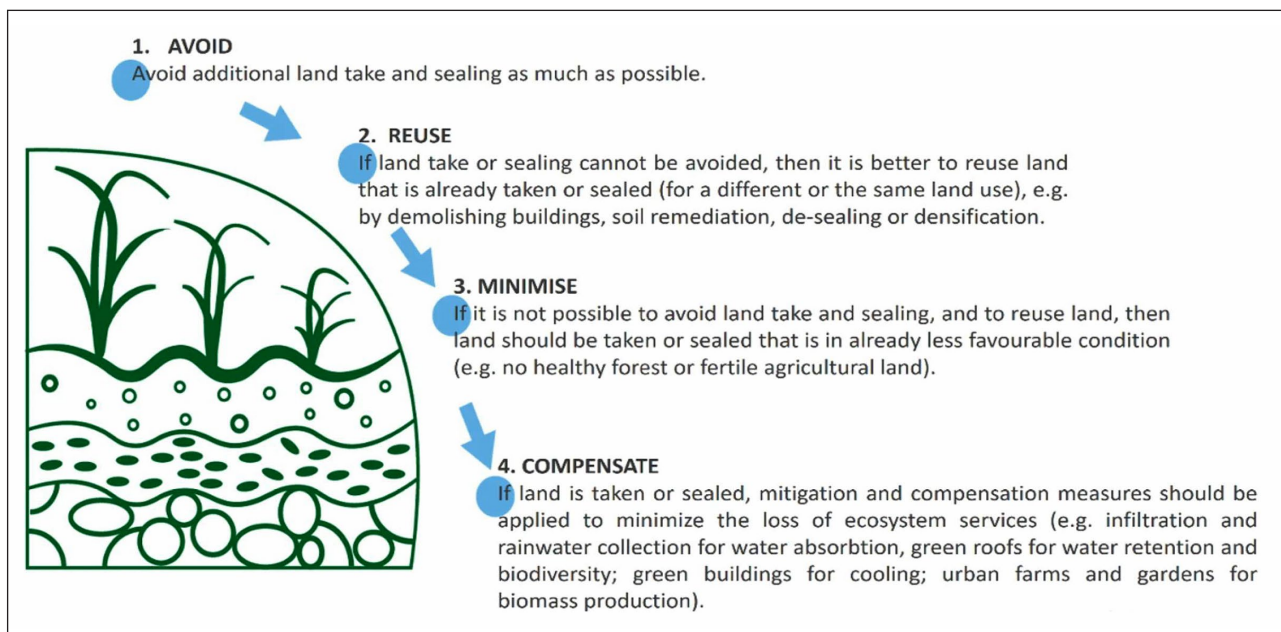 1. AVOID
Avoid additional land take and sealing as much as possible.
2. REUSE
If land take or sealing cannot be avoided, then it is better to reuse land
that is already taken or sealed (for a different or the same land use), e.g.
by demolishing buildings, soil remediation, de-sealing or densification.
3. MINIMISE
If it is not possible to avoid land take and sealing, and to reuse land, then
land should be taken or sealed that is in already less favourable condition
(e.g. no healthy forest or fertile agricultural land).
4. COMPENSATE
If land is taken or sealed, mitigation and compensation measures should be
applied to minimize the loss of ecosystem services (e.g. infiltration and
rainwater collection for water absorbtion, green roofs for water retention and
biodiversity; green buildings for cooling; urban farms and gardens for
biomass production).